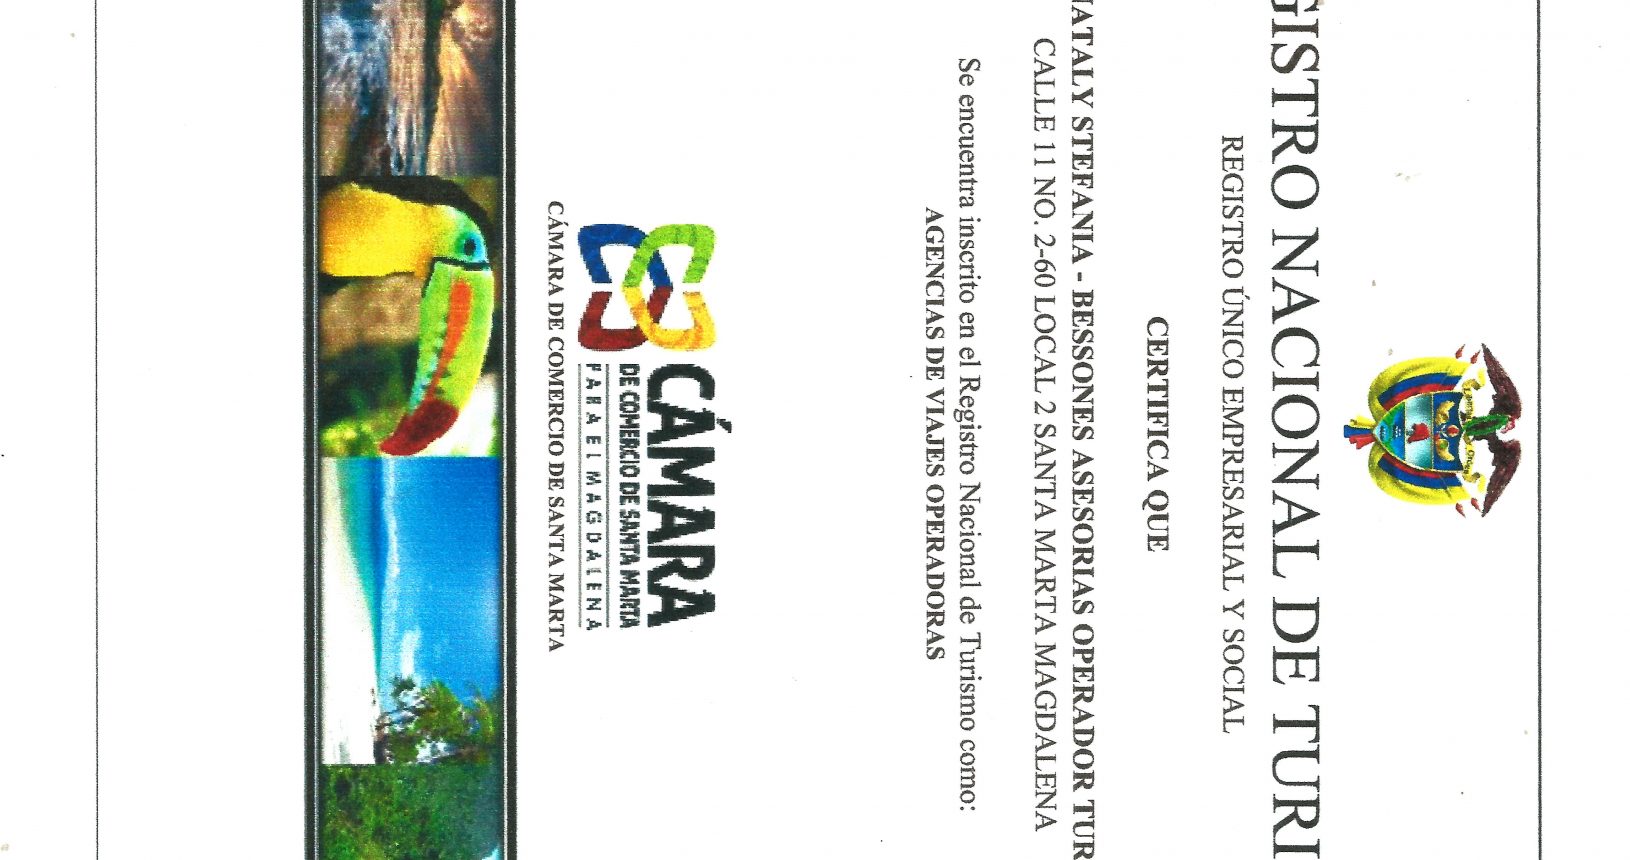 GISTRO NACIONAL DE TURI
REGISTRO ÚNICO EMPRESARIAL Y SOCIAL
CERTIFICA QUE
ATALY STEFANIA - BESSONES ASESORIAS OPERADOR TUR
CALLE 11 NO. 2-60 LOCAL 2 SANTA MARTA MAGDALENA
Se encuentra inscrito en el Registro Nacional de Turismo como:
AGENCIAS DE VIAJES OPERADORAS
CÁMARA
DE COMERCIO DE SANTA MARTA
PARA EL MAGDALENA
CÁMARA DE COMERCIO DE SANTA MARTA